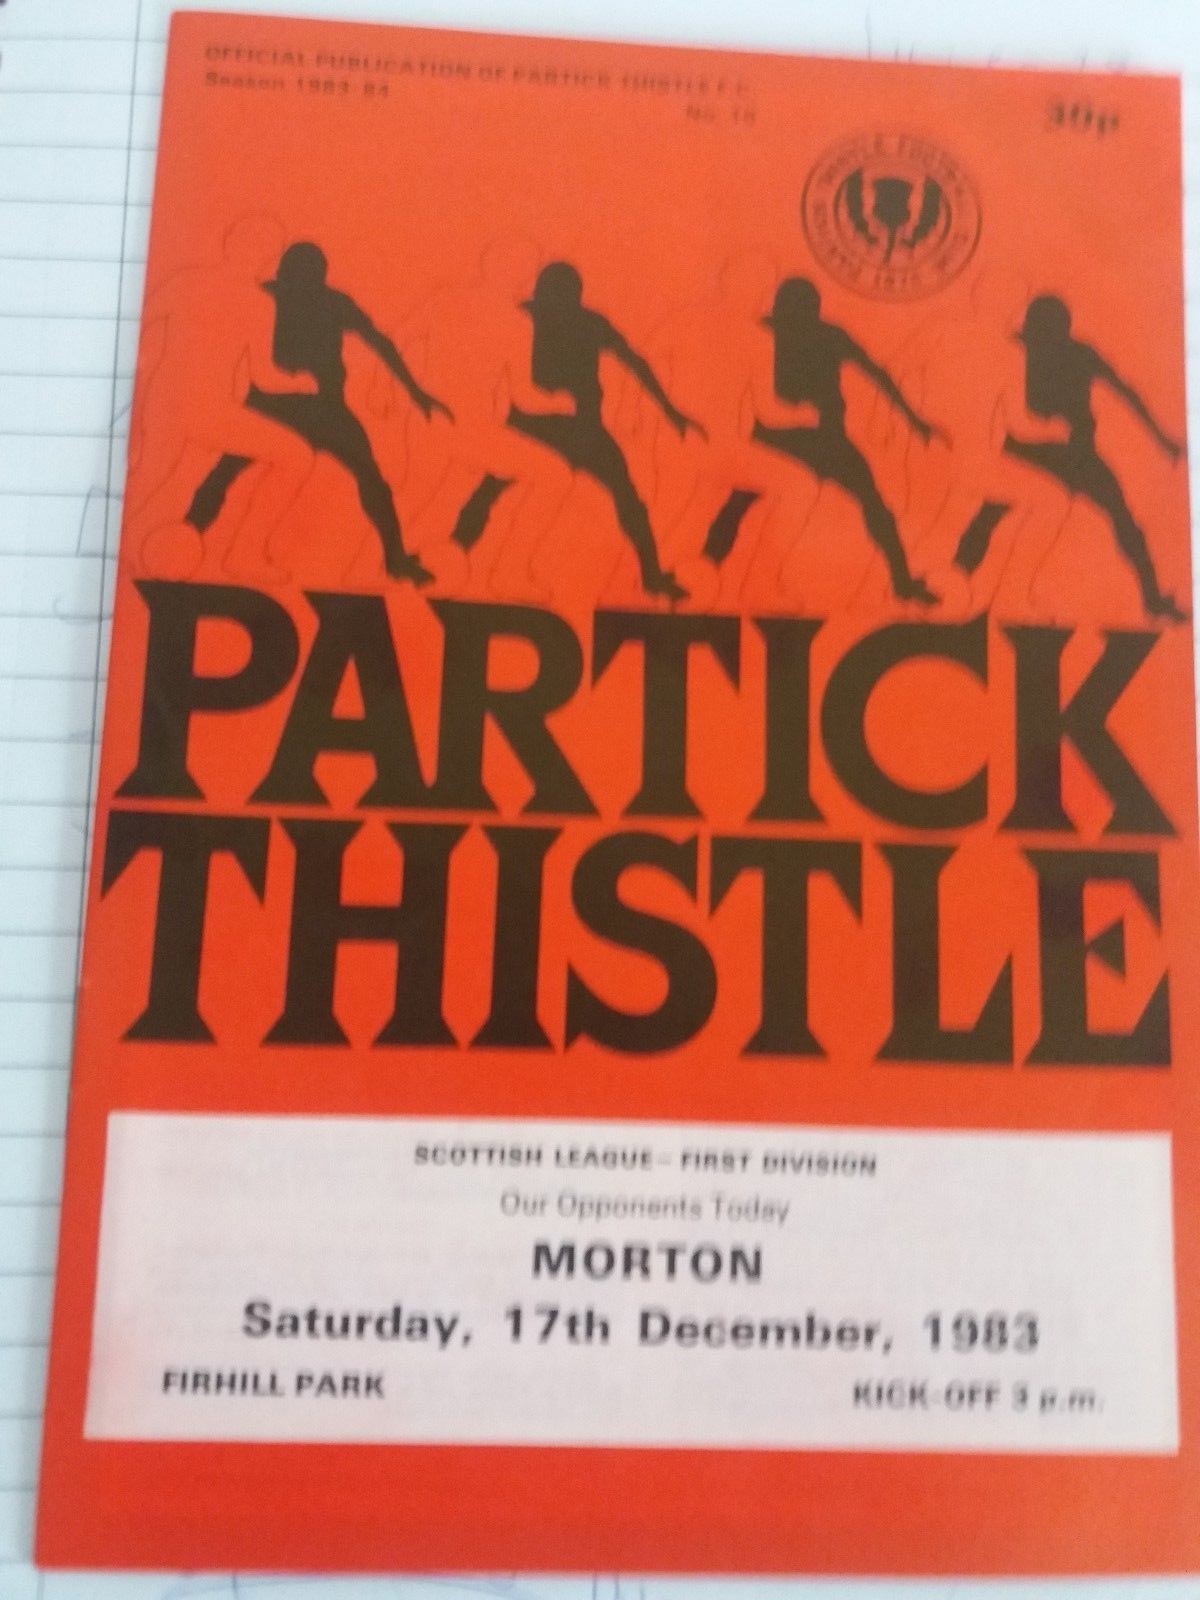 OFFICIAL PUBLICATION OF PARTICK THISTLE F.C.
Season 1983-84
No.
30p
PARTICK
THISTLE
SCOTTISH LEAGUE - FIRST DIVISION
Our Opponents Today
MORTON
Saturday, 17th December, 1983
FIRHILL PARK
KICK-OFF 3 p.m.